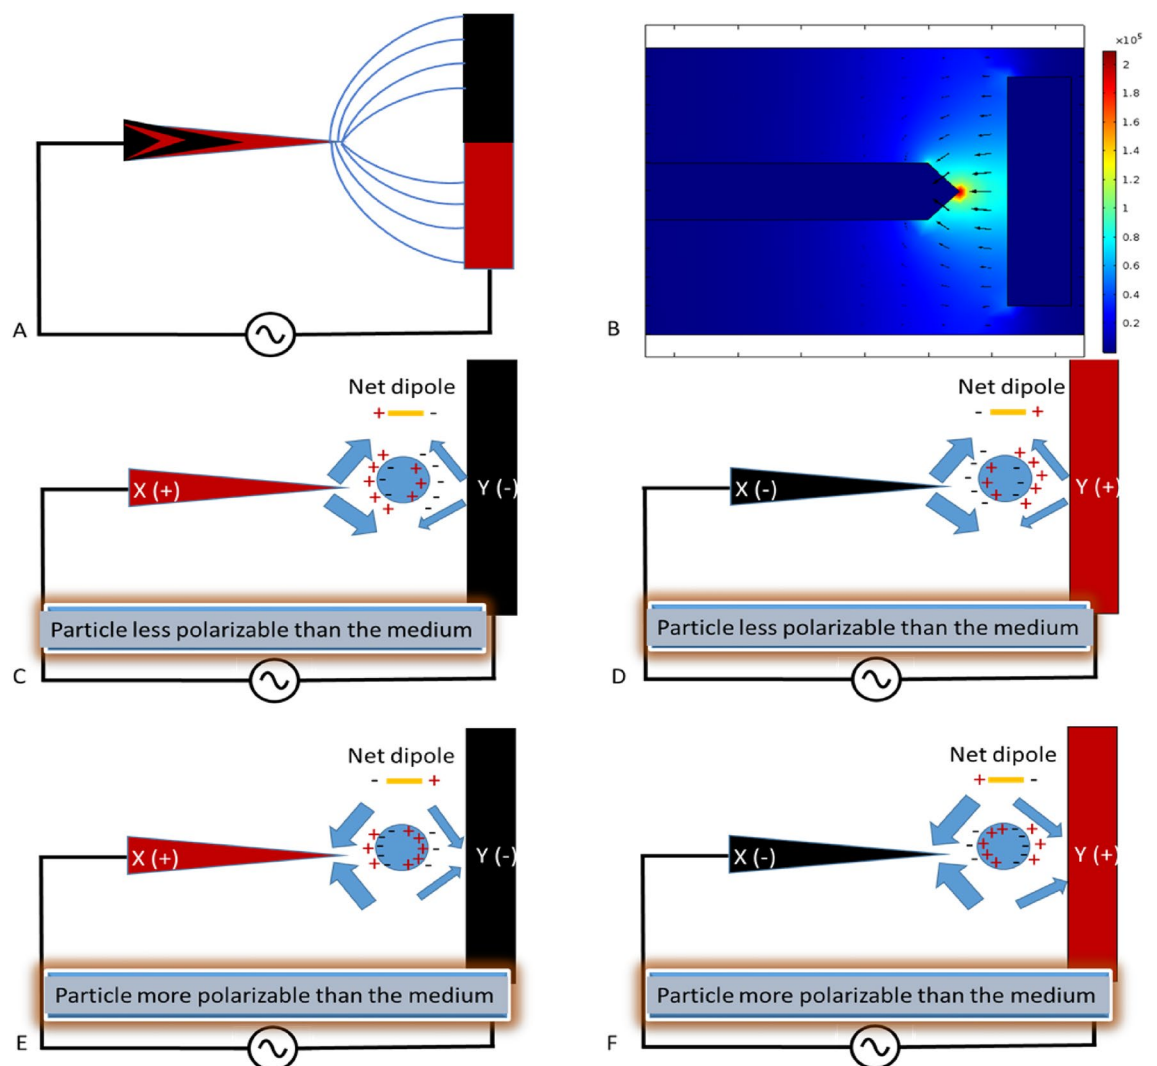 A
B
×10⁵
2
1.8
1.6
1.4
1.2
1
0.8
0.6
0.4
0.2
Net dipole
+ -
X (+)
Y (-)
Particle less polarizable than the medium
C
Net dipole
- +
X (-)
Y (+)
Particle less polarizable than the medium
D
Net dipole
- +
X (+)
Y (-)
Particle more polarizable than the medium
E
Net dipole
+ -
X (-)
Y (+)
Particle more polarizable than the medium
F